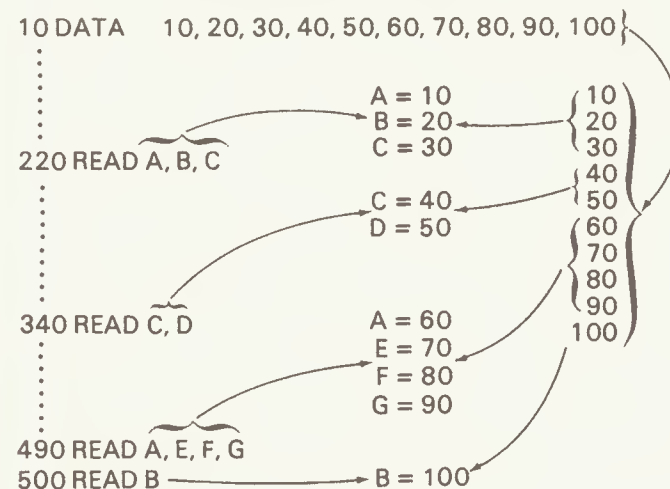 10 DATA 10, 20, 30, 40, 50, 60, 70, 80, 90, 100
A = 10
B = 20
C = 30
220 READ A, B, C
C = 40
D = 50
340 READ C, D
A = 60
E = 70
F = 80
G = 90
490 READ A, E, F, G
500 READ B
B = 100
10
20
30
40
50
60
70
80
90
100